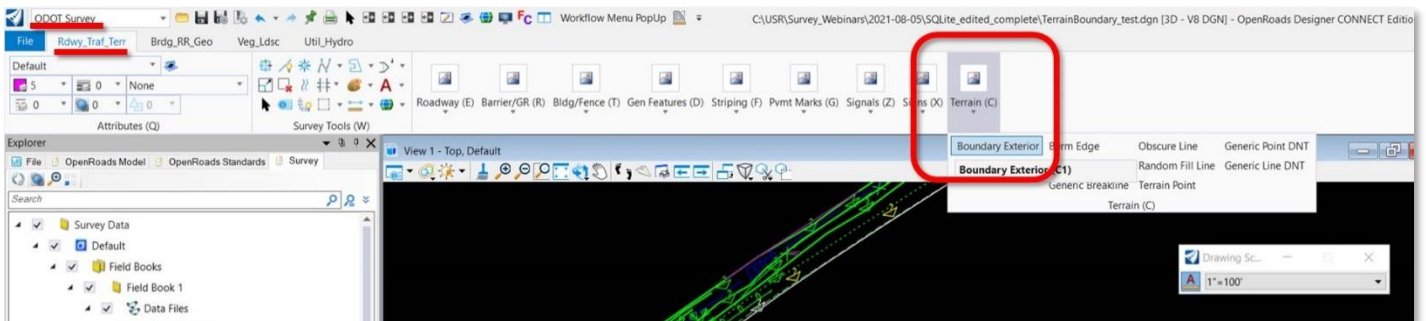 ODOT Survey
Workflow Menu PopUp
C:\USR\Survey_Webinars\2021-08-05\SQLite_edited_complete\TerrainBoundary_test.dgn [3D - V8 DGN] - OpenRoads Designer CONNECT Editio
File Rdwy_Traf_Terr Brdg_RR_Geo Veg_Ldsc Util_Hydro
Default
5 0 None
0 0 0
Attributes (Q) Survey Tools (W)
Roadway (E) Barrier/GR (R) Bldg/Fence (T) Gen Features (D) Striping (F) Pvmt Marks (G) Signals (Z) Signs (X) Terrain (C)
Boundary Exterior Berm Edge Obscure Line Generic Point DNT
Boundary Exterior (C1) Random Fill Line Generic Line DNT
Generic Breakline Terrain Point
Terrain (C)
Explorer
File OpenRoads Model OpenRoads Standards Survey
Search
Survey Data
Default
Field Books
Field Book 1
Data Files
View 1 - Top, Default
Drawing Sc...
1"=100'